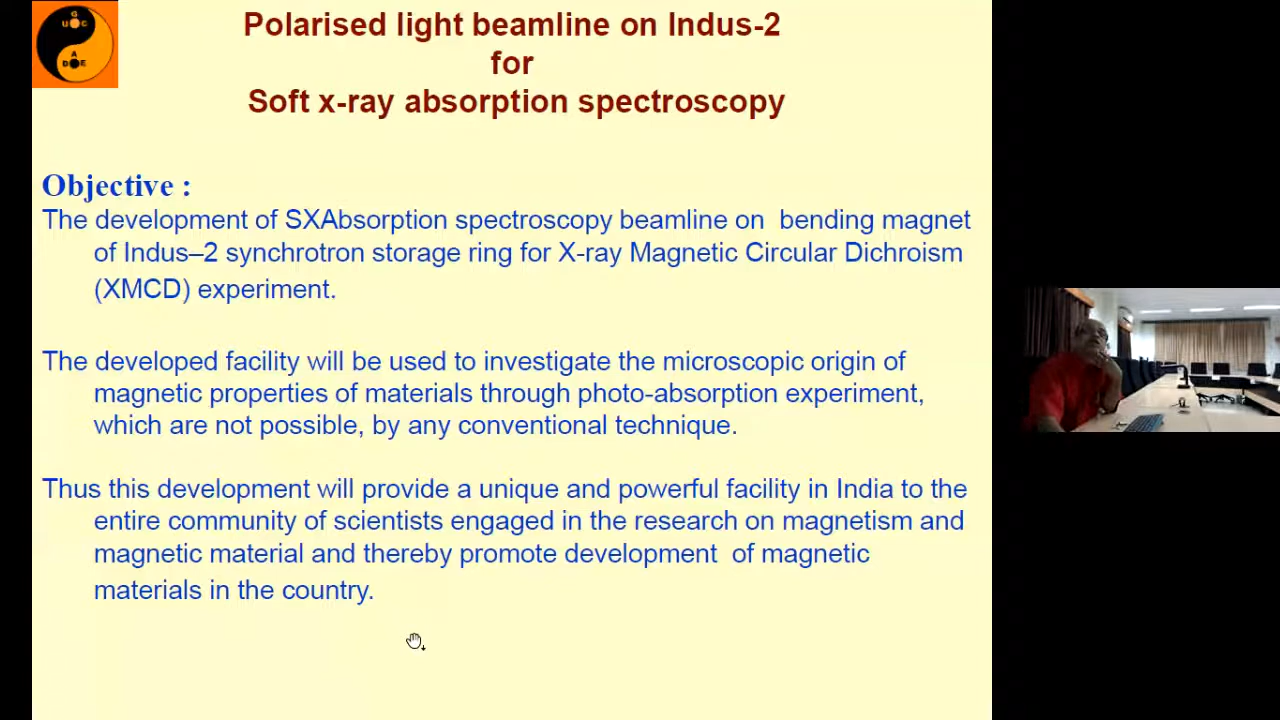 G
U C
A
D E
Polarised light beamline on Indus-2
for
Soft x-ray absorption spectroscopy
Objective :
The development of SXAbsorption spectroscopy beamline on bending magnet
of Indus–2 synchrotron storage ring for X-ray Magnetic Circular Dichroism
(XMCD) experiment.
The developed facility will be used to investigate the microscopic origin of
magnetic properties of materials through photo-absorption experiment,
which are not possible, by any conventional technique.
Thus this development will provide a unique and powerful facility in India to the
entire community of scientists engaged in the research on magnetism and
magnetic material and thereby promote development of magnetic
materials in the country.